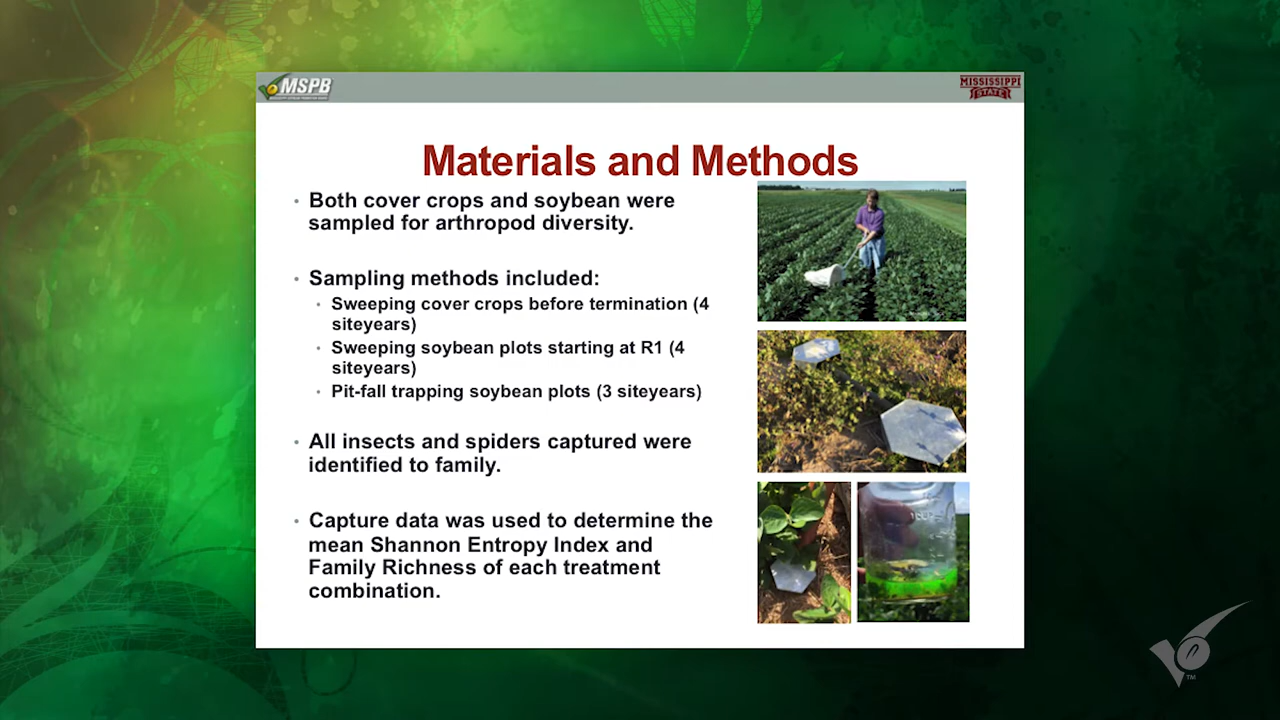 MSPB
MISSISSIPPI
STATE
Materials and Methods
• Both cover crops and soybean were
sampled for arthropod diversity.
• Sampling methods included:
• Sweeping cover crops before termination (4
siteyears)
• Sweeping soybean plots starting at R1 (4
siteyears)
• Pit-fall trapping soybean plots (3 siteyears)
• All insects and spiders captured were
identified to family.
• Capture data was used to determine the
mean Shannon Entropy Index and
Family Richness of each treatment
combination.
TM